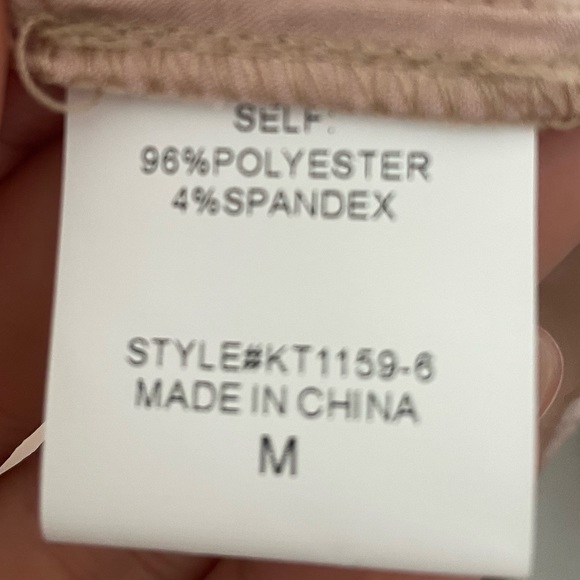 SELF:
96%POLYESTER
4%SPANDEX
STYLE#KT1159-6
MADE IN CHINA
M